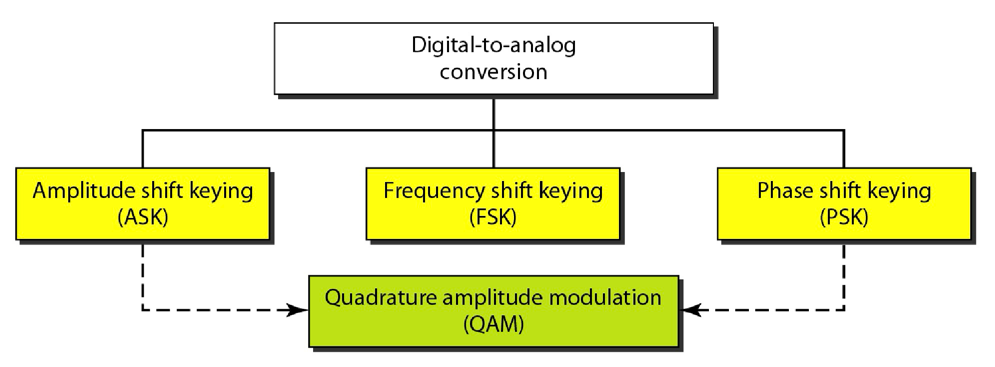 Digital-to-analog
conversion
Amplitude shift keying
(ASK)
Frequency shift keying
(FSK)
Phase shift keying
(PSK)
Quadrature amplitude modulation
(QAM)